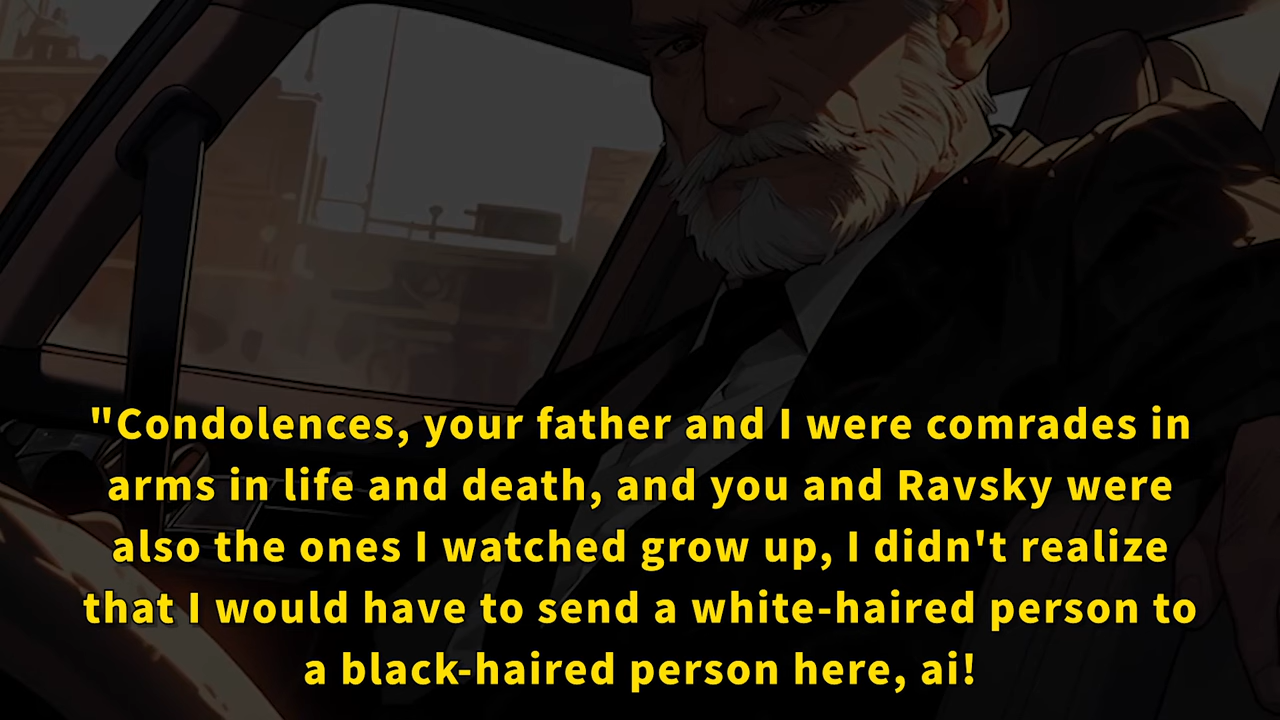 "Condolences, your father and I were comrades in
arms in life and death, and you and Ravsky were
also the ones I watched grow up, I didn't realize
that I would have to send a white-haired person to
a black-haired person here, ai!